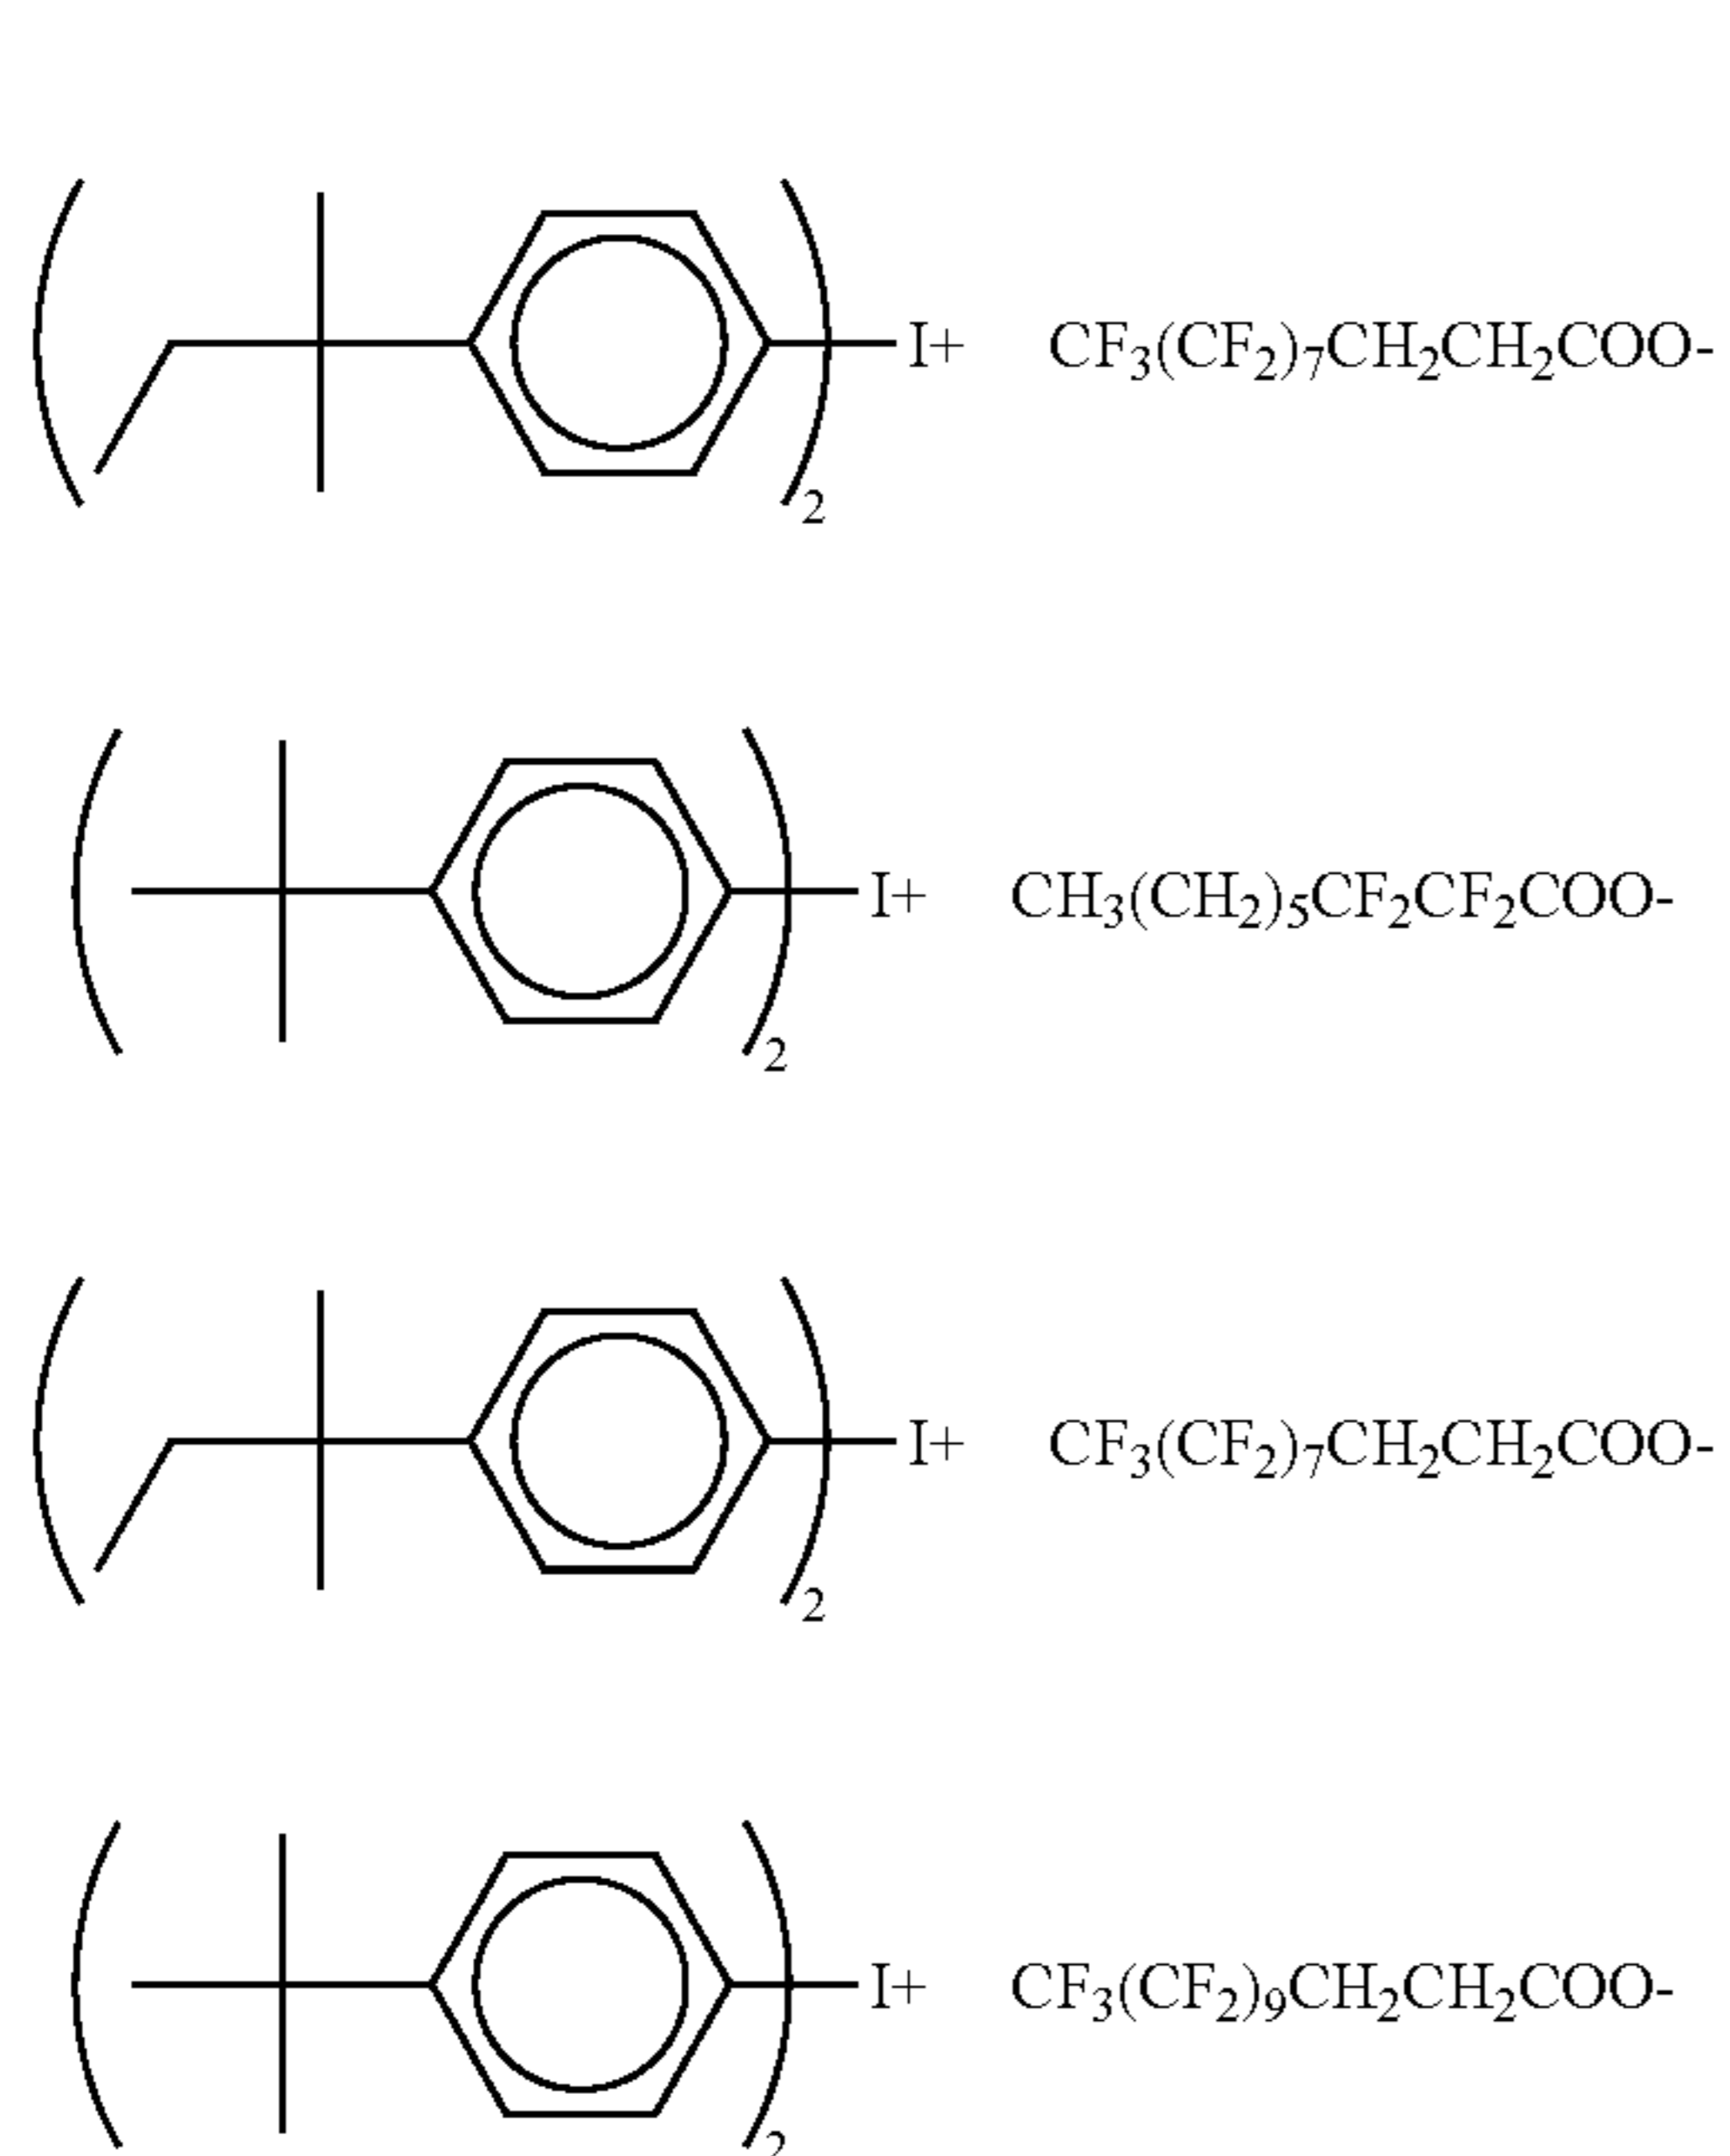 I+ CF₃(CF₂)₇CH₂CH₂COO-
2
I+ CH₃(CH₂)₅CF₂CF₂COO-
2
I+ CF₃(CF₂)₇CH₂CH₂COO-
2
I+ CF₃(CF₂)₉CH₂CH₂COO-
2